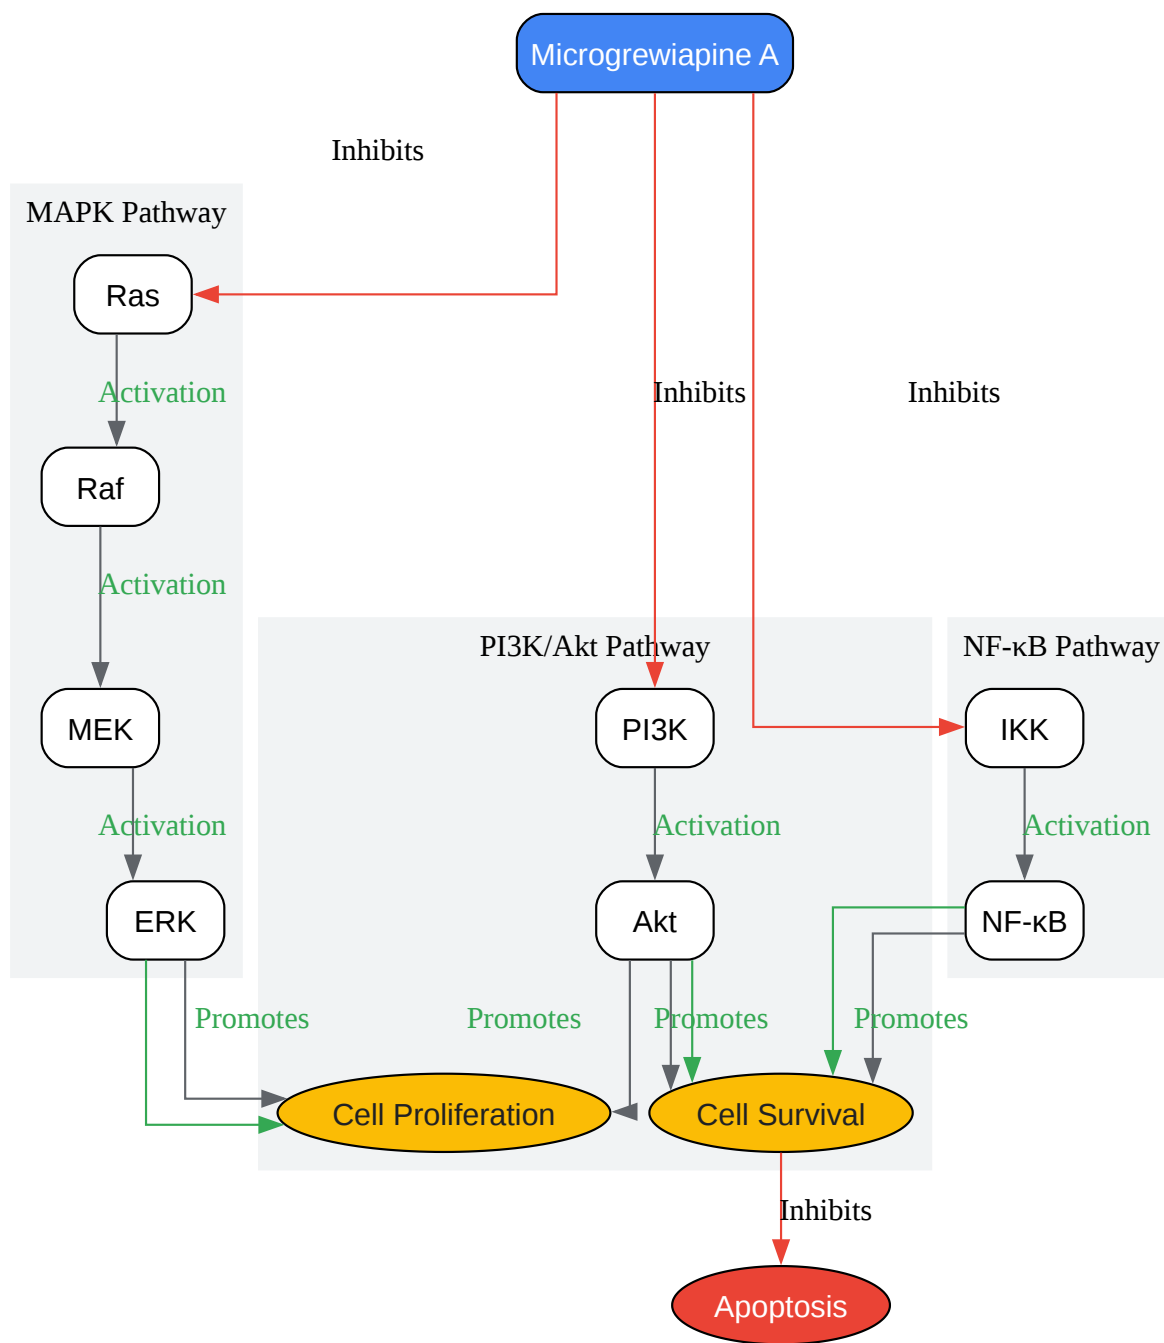 Microgrewiapine A
Inhibits
MAPK Pathway
Ras
Activation
Inhibits
Inhibits
Raf
Activation
PI3K/Akt Pathway
NF-κB Pathway
MEK
PI3K
IKK
Activation
Activation
Activation
ERK
Akt
NF-κB
Promotes
Promotes
Promotes
Promotes
Cell Proliferation
Cell Survival
Inhibits
Apoptosis